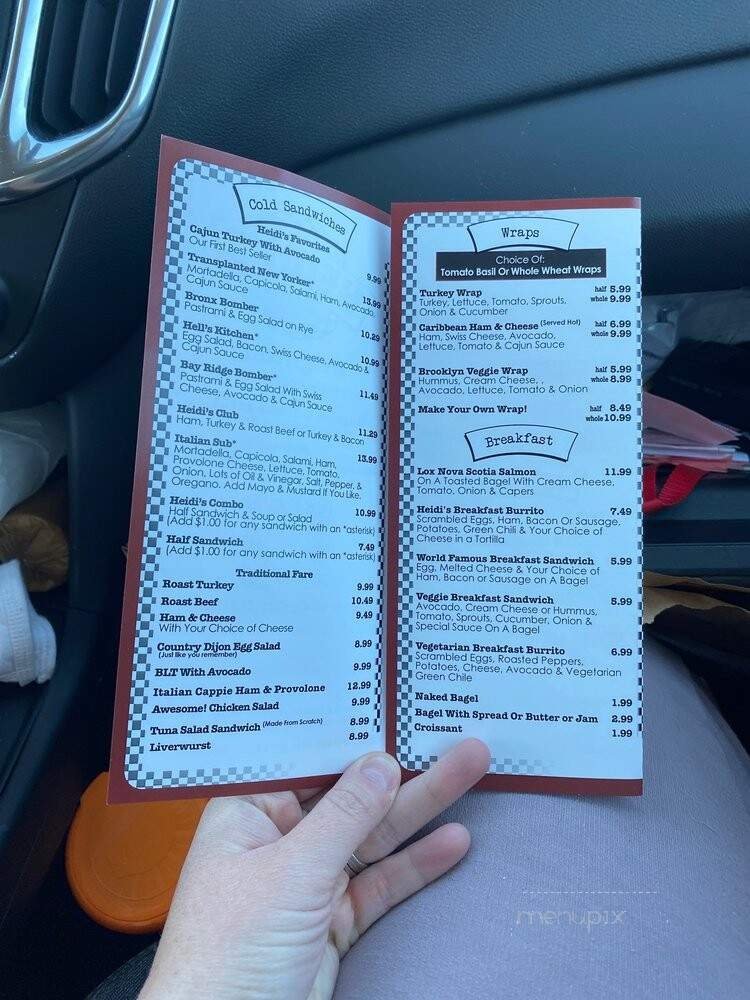 Cold Sandwiches
Heidi's Favorites
Cajun Turkey With Avocado 9.99
Our First Best Seller
Transplanted New Yorker* 13.99
Mortadella, Capicola, Salami, Ham, Avocado,
Cajun Sauce
Bronx Bomber 10.29
Pastrami & Egg Salad on Rye
Hell's Kitchen* 10.99
Egg Salad, Bacon, Swiss Cheese, Avocado &
Cajun Sauce
Bay Ridge Bomber* 11.49
Pastrami & Egg Salad With Swiss
Cheese, Avocado & Cajun Sauce
Heidi's Club 11.29
Ham, Turkey & Roast Beef or Turkey & Bacon
Italian Sub* 13.99
Mortadella, Capicola, Salami, Ham,
Provolone Cheese, Lettuce, Tomato,
Onion, Lots of Oil & Vinegar, Salt, Pepper, &
Oregano. Add Mayo & Mustard If You Like.
Heidi's Combo 10.99
Half Sandwich & Soup or Salad
(Add $1.00 for any sandwich with an *asterisk)
Half Sandwich 7.49
(Add $1.00 for any sandwich with an *asterisk)
Traditional Fare
Roast Turkey 9.99
Roast Beef 10.49
Ham & Cheese 9.49
With Your Choice of Cheese
Country Dijon Egg Salad 8.99
(Just like you remember)
BLT With Avocado 9.99
Italian Cappie Ham & Provolone 12.99
Awesome! Chicken Salad 9.99
Tuna Salad Sandwich (Made From Scratch) 8.99
Liverwurst 8.99
Wraps
Choice Of:
Tomato Basil Or Whole Wheat Wraps
Turkey Wrap half 5.99
Turkey, Lettuce, Tomato, Sprouts, whole 9.99
Onion & Cucumber
Caribbean Ham & Cheese (Served Hot) half 6.99
Ham, Swiss Cheese, Avocado, whole 9.99
Lettuce, Tomato & Cajun Sauce
Brooklyn Veggie Wrap half 5.99
Hummus, Cream Cheese, , whole 8.99
Avocado, Lettuce, Tomato & Onion
Make Your Own Wrap! half 8.49
whole 10.99
Breakfast
Lox Nova Scotia Salmon 11.99
On A Toasted Bagel With Cream Cheese,
Tomato, Onion & Capers
Heidi's Breakfast Burrito 7.49
Scrambled Eggs, Ham, Bacon Or Sausage,
Potatoes, Green Chili & Your Choice of
Cheese in a Tortilla
World Famous Breakfast Sandwich 5.99
Egg, Melted Cheese & Your Choice of
Ham, Bacon or Sausage on A Bagel
Veggie Breakfast Sandwich 5.99
Avocado, Cream Cheese or Hummus,
Tomato, Sprouts, Cucumber, Onion &
Special Sauce On A Bagel
Vegetarian Breakfast Burrito 6.99
Scrambled Eggs, Roasted Peppers,
Potatoes, Cheese, Avocado & Vegetarian
Green Chile
Naked Bagel 1.99
Bagel With Spread Or Butter or Jam 2.99
Croissant 1.99
menupix